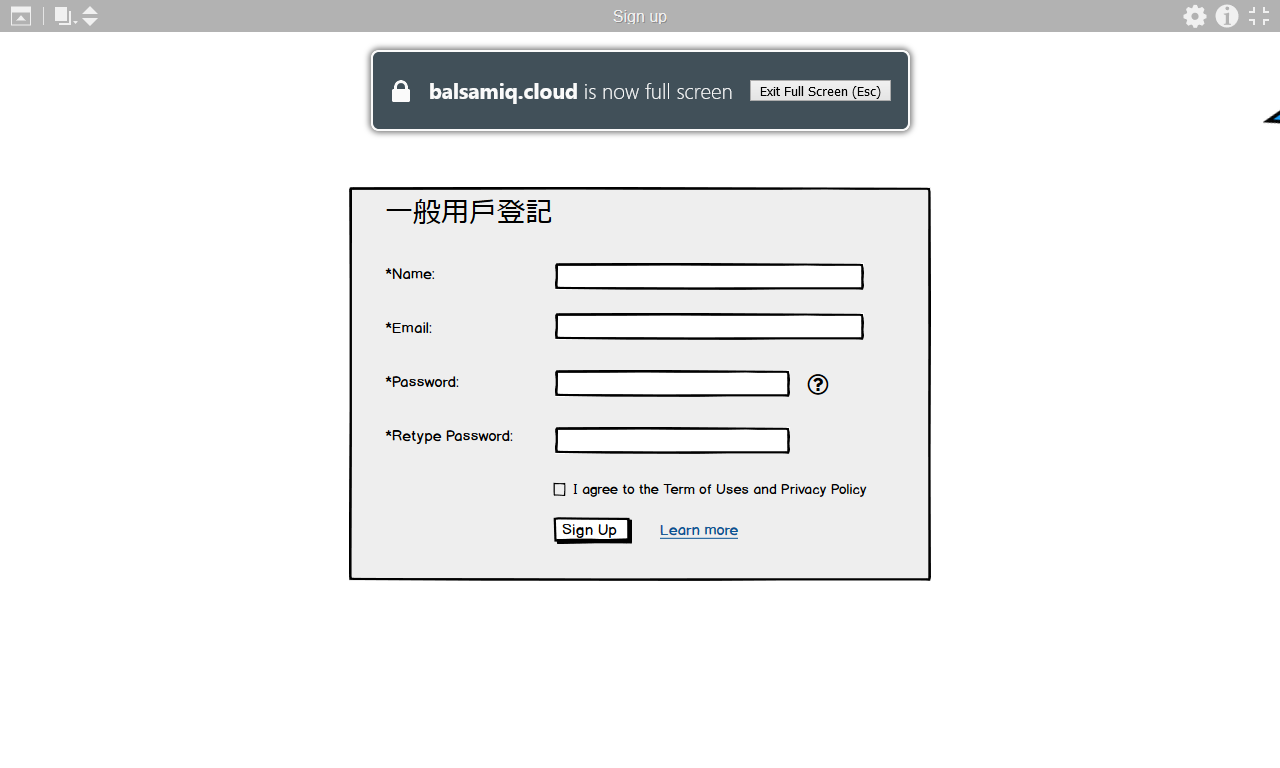 Sign up
balsamiq.cloud is now full screen Exit Full Screen (Esc)
一般用戶登記
*Name:
*Email:
*Password:
*Retype Password:
I agree to the Term of Uses and Privacy Policy
Sign Up Learn more